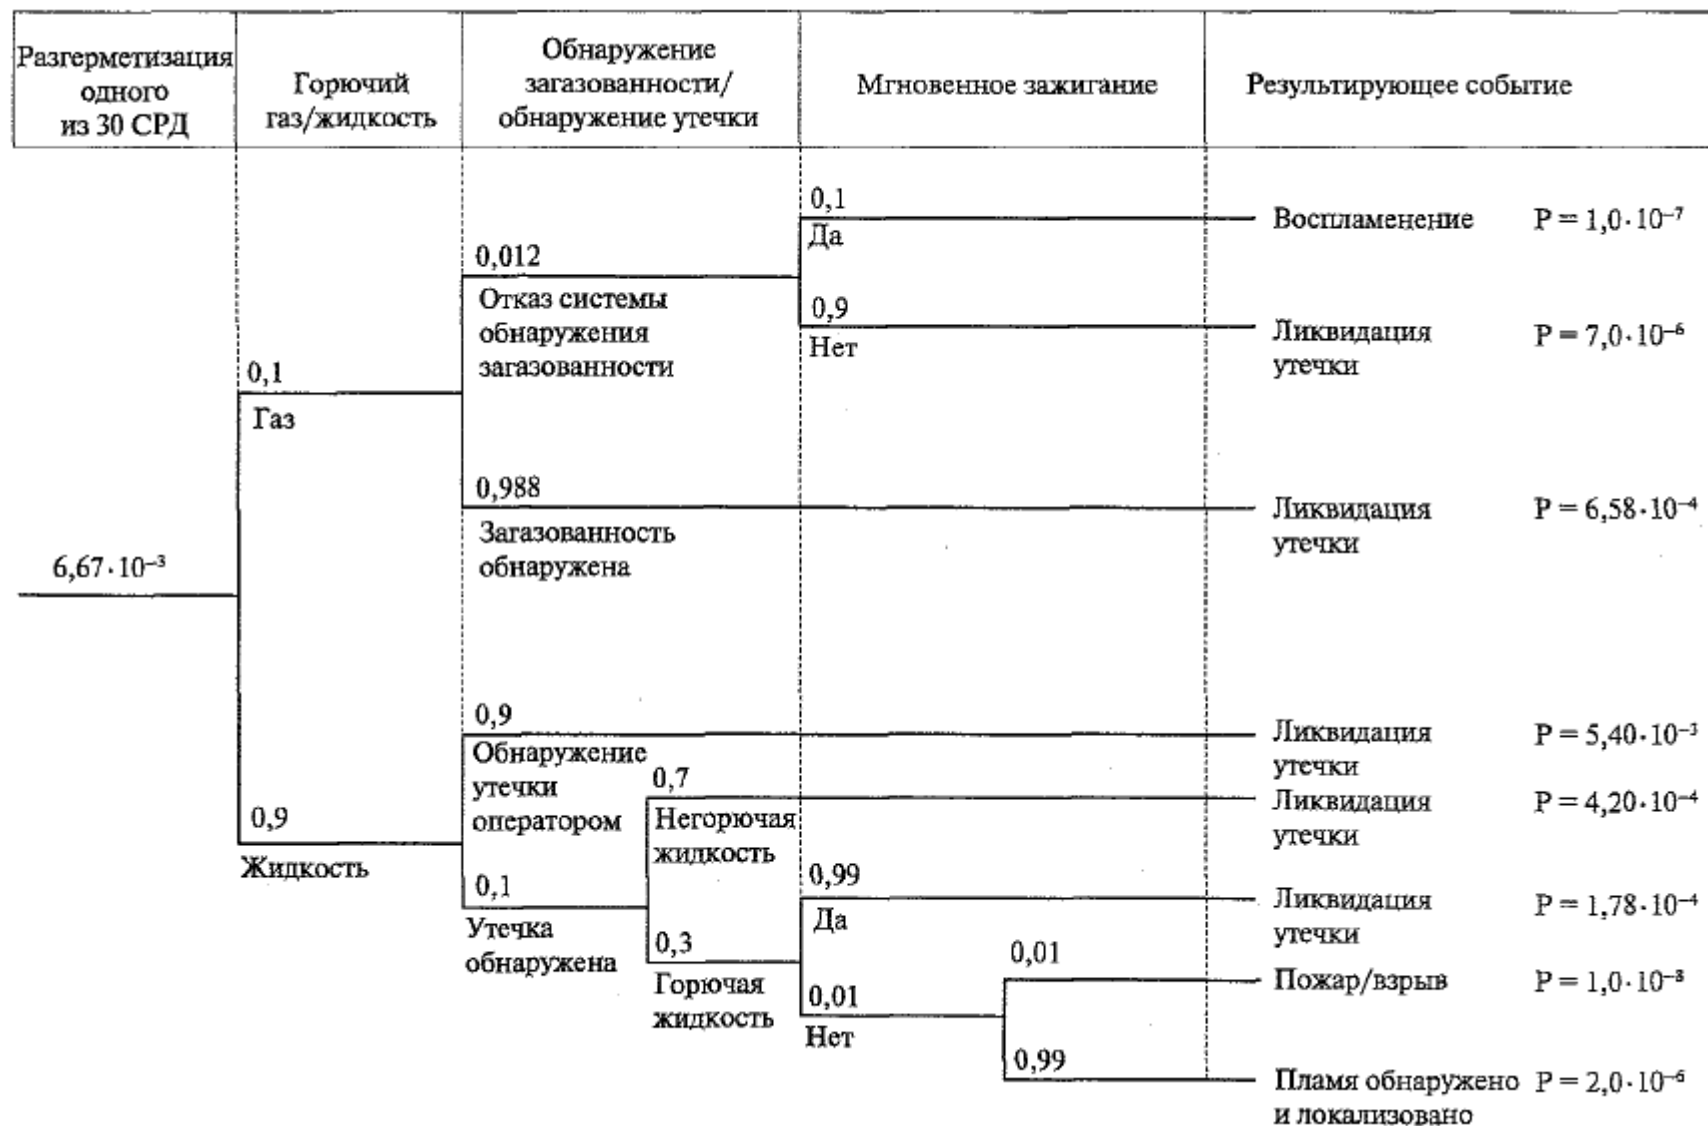 Разгерметизация
одного
из 30 СРД
Горючий
газ/жидкость
Обнаружение
загазованности/
обнаружение утечки
Мгновенное зажигание
Результирующее событие
0,1
Да
Воспламенение P = 1,0·10⁻⁷
0,012
Отказ системы
обнаружения
загазованности
0,9
Нет
Ликвидация P = 7,0·10⁻⁶
утечки
0,1
Газ
0,988
Загазованность
обнаружена
Ликвидация P = 6,58·10⁻⁴
утечки
6,67·10⁻³
0,9
Обнаружение
утечки
оператором
Ликвидация P = 5,40·10⁻³
утечки
0,7
Негорючая
жидкость
Ликвидация P = 4,20·10⁻⁴
утечки
0,9
Жидкость
0,1
Утечка
обнаружена
0,99
Да
Ликвидация P = 1,78·10⁻⁴
утечки
0,3
Горючая
жидкость
0,01
Пожар/взрыв P = 1,0·10⁻⁸
0,01
Нет
0,99
Пламя обнаружено P = 2,0·10⁻⁶
и локализовано